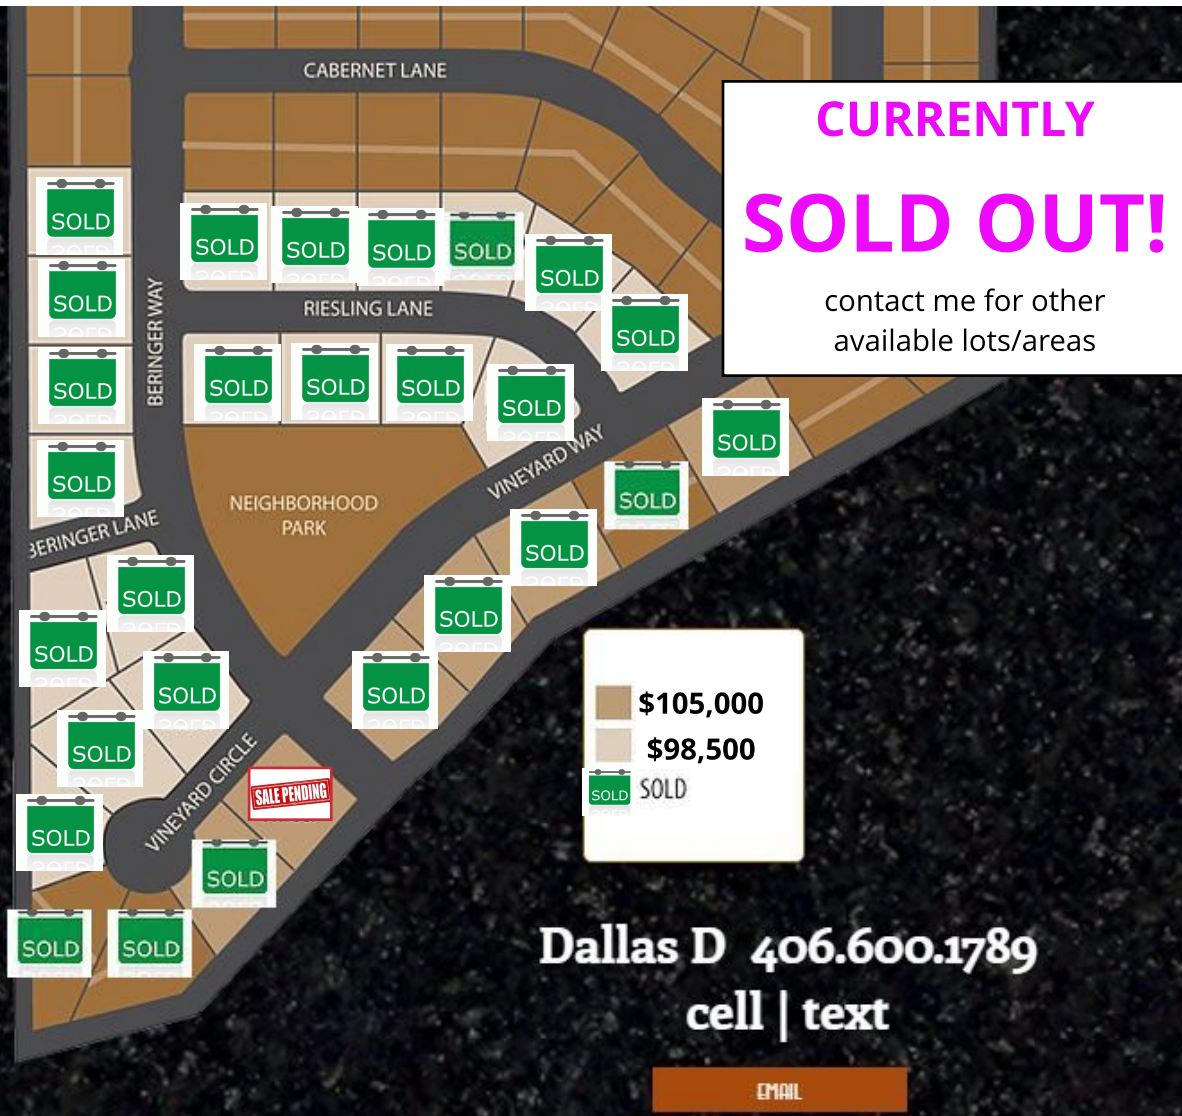 CABERNET LANE
CURRENTLY
SOLD OUT!
contact me for other
available lots/areas
SOLD
SOLD
SOLD
SOLD
SOLD
SOLD
SOLD
SOLD
RIESLING LANE
BERINGER WAY
SOLD
SOLD
SOLD
SOLD
SOLD
SOLD
SOLD
VINEYARD WAY
SOLD
SOLD
NEIGHBORHOOD
PARK
BERINGER LANE
SOLD
SOLD
SOLD
SOLD
SOLD
SOLD
SOLD
VINEYARD CIRCLE
SALE PENDING
SOLD
SOLD
SOLD
SOLD
$105,000
$98,500
SOLD
Dallas D 406.600.1789
cell | text
EMAIL